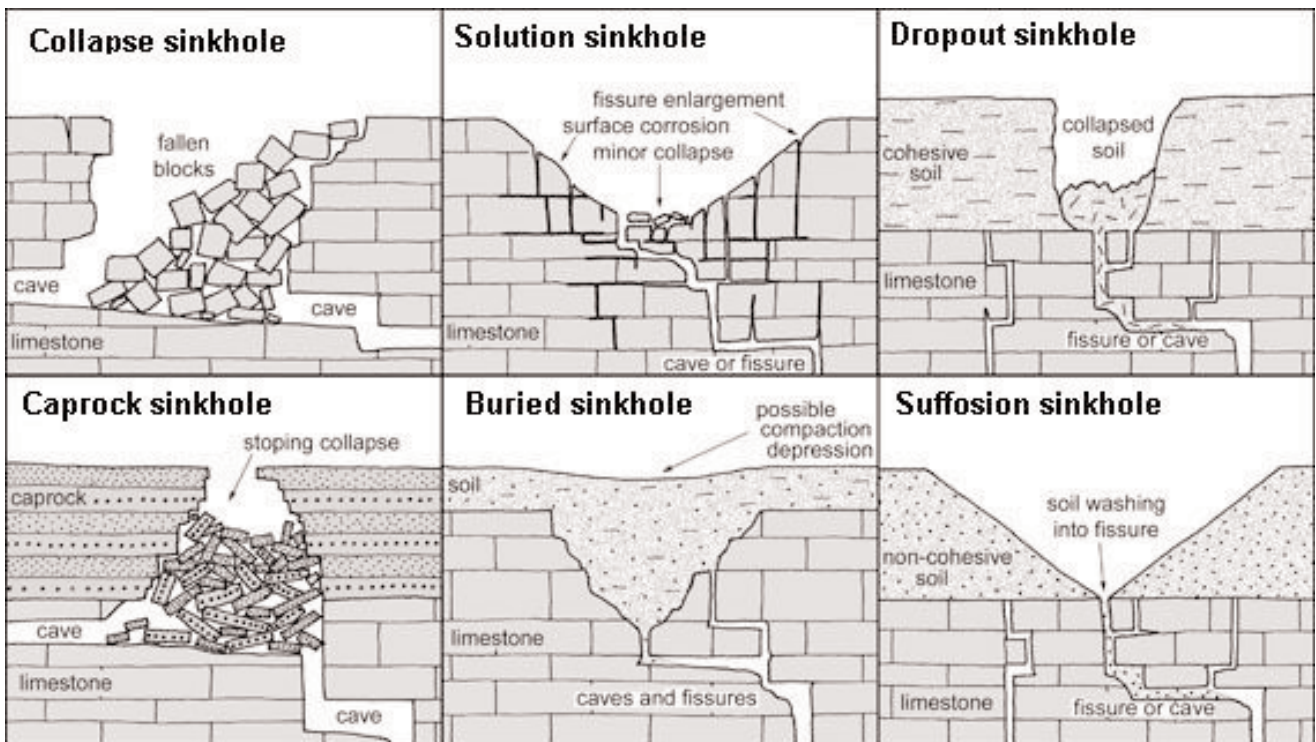 Collapse sinkhole
fallen
blocks
cave
cave
limestone
Solution sinkhole
fissure enlargement
surface corrosion
minor collapse
cave or fissure
Dropout sinkhole
collapsed
soil
cohesive
soil
limestone
fissure or cave
Caprock sinkhole
stoping collapse
caprock
cave
limestone
cave
Buried sinkhole
possible
compaction
depression
soil
limestone
caves and fissures
Suffosion sinkhole
soil washing
into fissure
non-cohesive
soil
limestone
fissure or cave